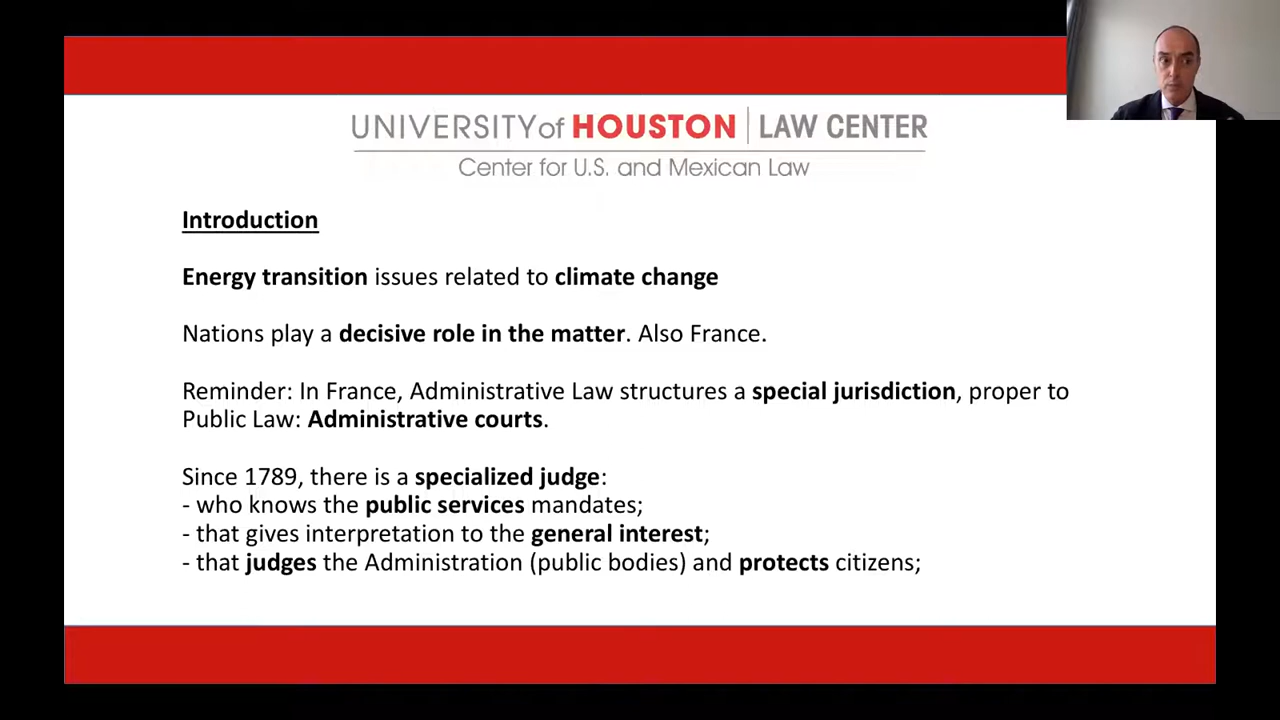 UNIVERSITY of HOUSTON | LAW CENTER
Center for U.S. and Mexican Law
Introduction
Energy transition issues related to climate change
Nations play a decisive role in the matter. Also France.
Reminder: In France, Administrative Law structures a special jurisdiction, proper to
Public Law: Administrative courts.
Since 1789, there is a specialized judge:
- who knows the public services mandates;
- that gives interpretation to the general interest;
- that judges the Administration (public bodies) and protects citizens;